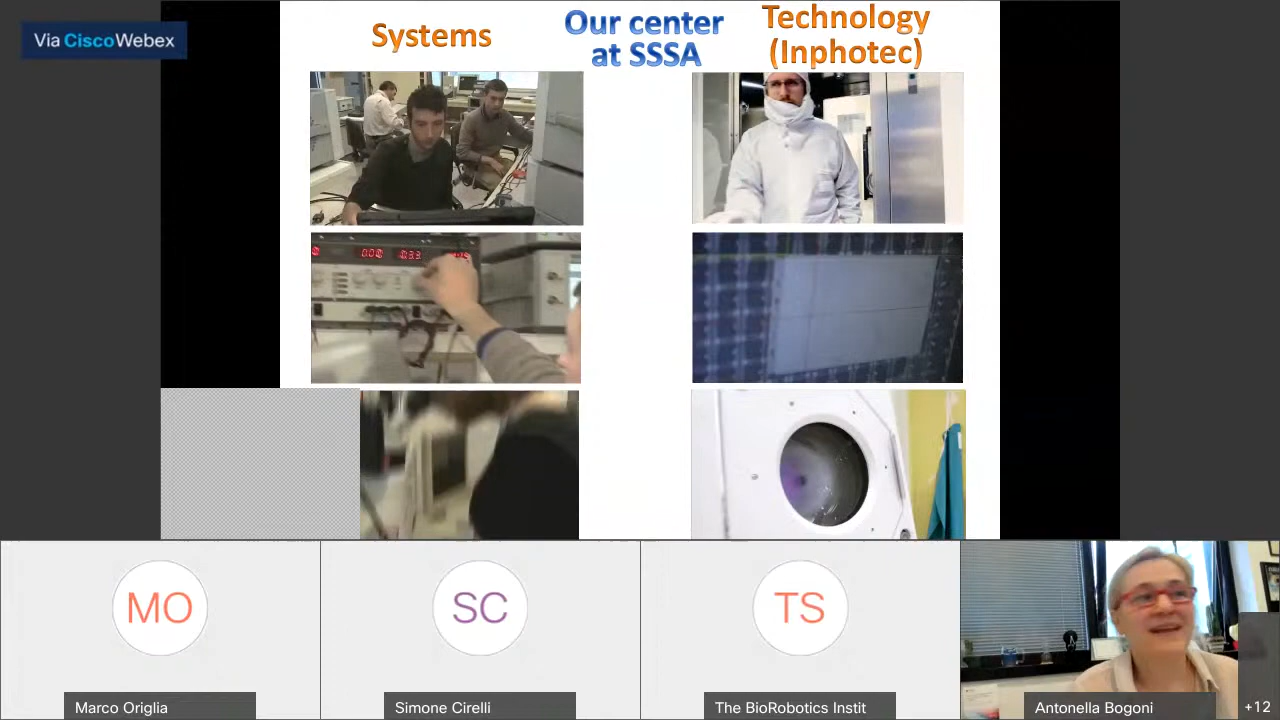 Via CiscoWebex
Systems
Our center
at SSSA
Technology
(Inphotec)
MO
SC
TS
Marco Origlia
Simone Cirelli
The BioRobotics Instit
Antonella Bogoni
+12